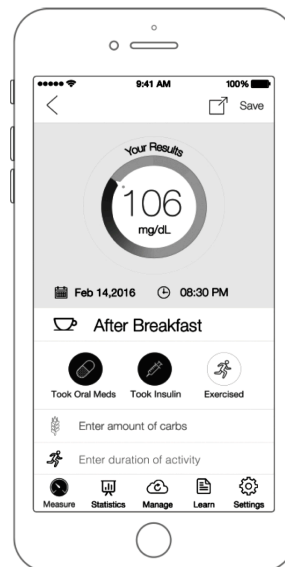 9:41 AM 100%
Save
Your Results
106
mg/dL
Feb 14,2016 08:30 PM
After Breakfast
Took Oral Meds Took Insulin Exercised
Enter amount of carbs
Enter duration of activity
Measure Statistics Manage Learn Settings